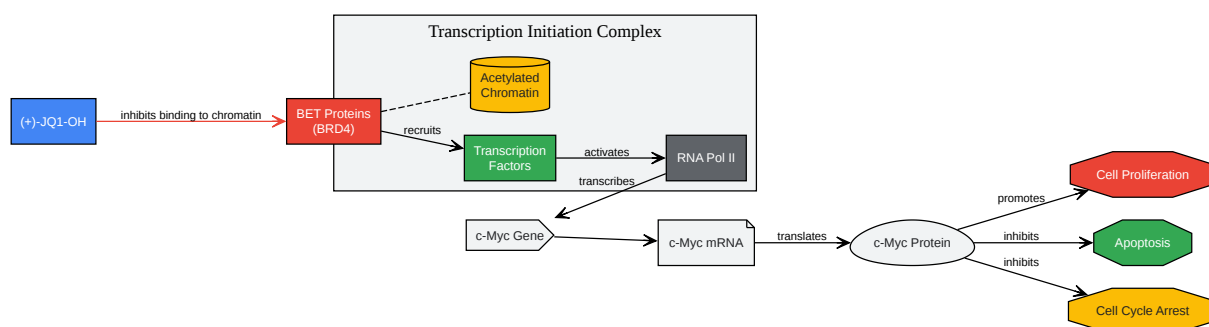 Transcription Initiation Complex
Acetylated
Chromatin
(+)-JQ1-OH
inhibits binding to chromatin
BET Proteins
(BRD4)
recruits
Transcription
Factors
activates
RNA Pol II
transcribes
c-Myc Gene
c-Myc mRNA
translates
c-Myc Protein
promotes
Cell Proliferation
inhibits
Apoptosis
inhibits
Cell Cycle Arrest